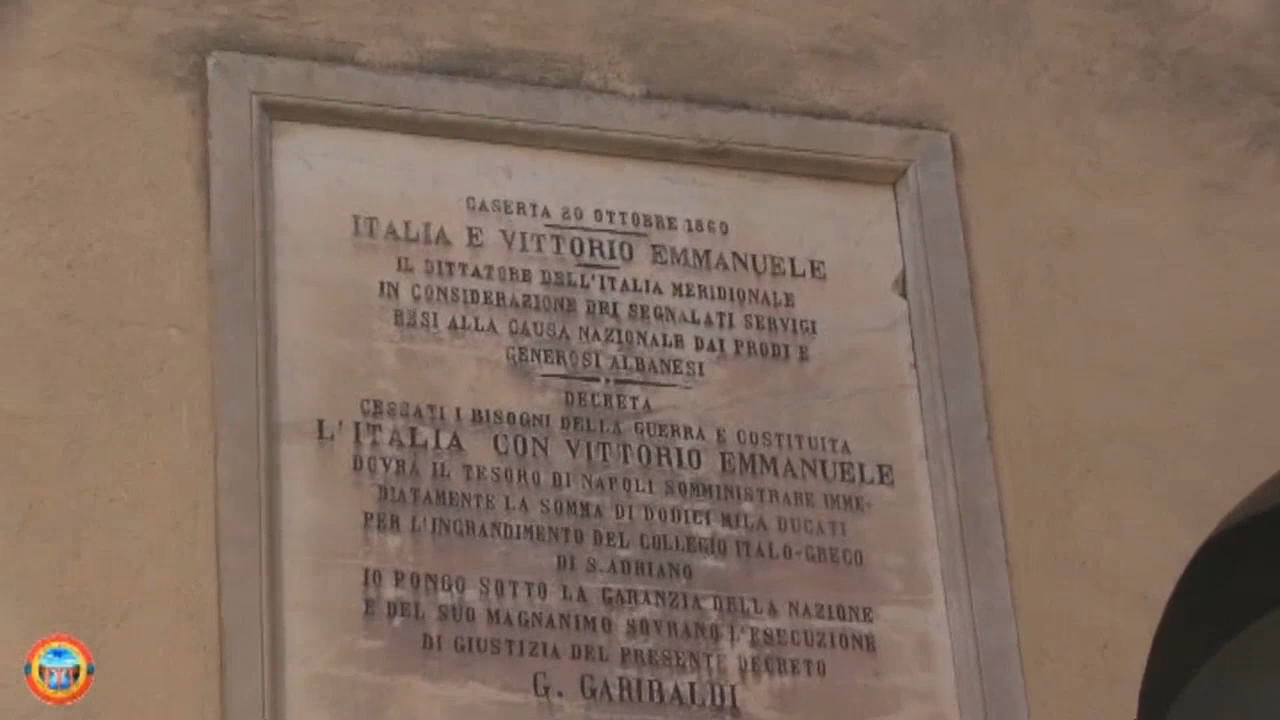 CASERTA 20 OTTOBRE 1860
ITALIA E VITTORIO EMMANUELE
IL DITTATORE DELL'ITALIA MERIDIONALE
IN CONSIDERAZIONE DEI SEGNALATI SERVIGI
RESI ALLA CAUSA NAZIONALE DAI PRODI E
GENEROSI ALBANESI
DECRETA
CESSATI I BISOGNI DELLA GUERRA E COSTITUITA
L'ITALIA CON VITTORIO EMMANUELE
DOVRÀ IL TESORO DI NAPOLI SOMMINISTRARE IMME-
DIATAMENTE LA SOMMA DI DODICI MILA DUCATI
PER L'INGRANDIMENTO DEL COLLEGIO ITALO-GRECO
DI S. ADRIANO
IO PONGO SOTTO LA GARANZIA DELLA NAZIONE
E DEL SUO MAGNANIMO SOVRANO L'ESECUZIONE
DI GIUSTIZIA DEL PRESENTE DECRETO
G. GARIBALDI